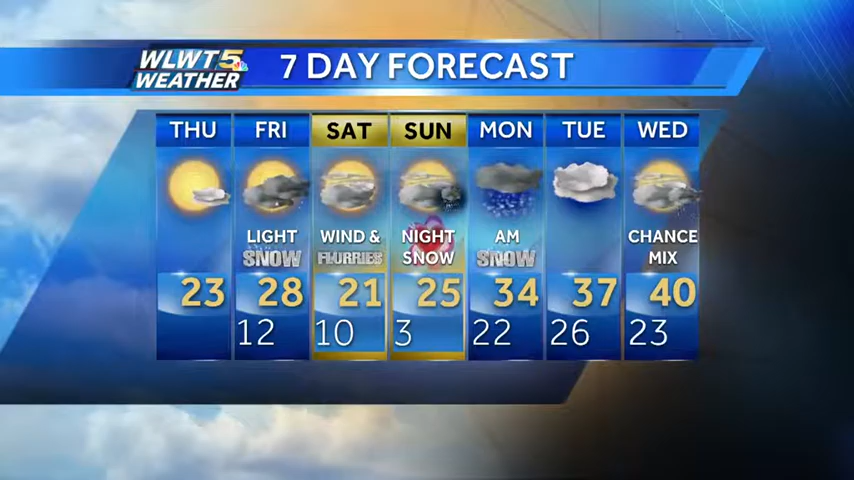 WLWT 5
WEATHER
7 DAY FORECAST
THU FRI SAT SUN MON TUE WED
LIGHT WIND & NIGHT AM CHANCE
SNOW FLURRIES SNOW SNOW MIX
23 28 21 25 34 37 40
12 10 3 22 26 23